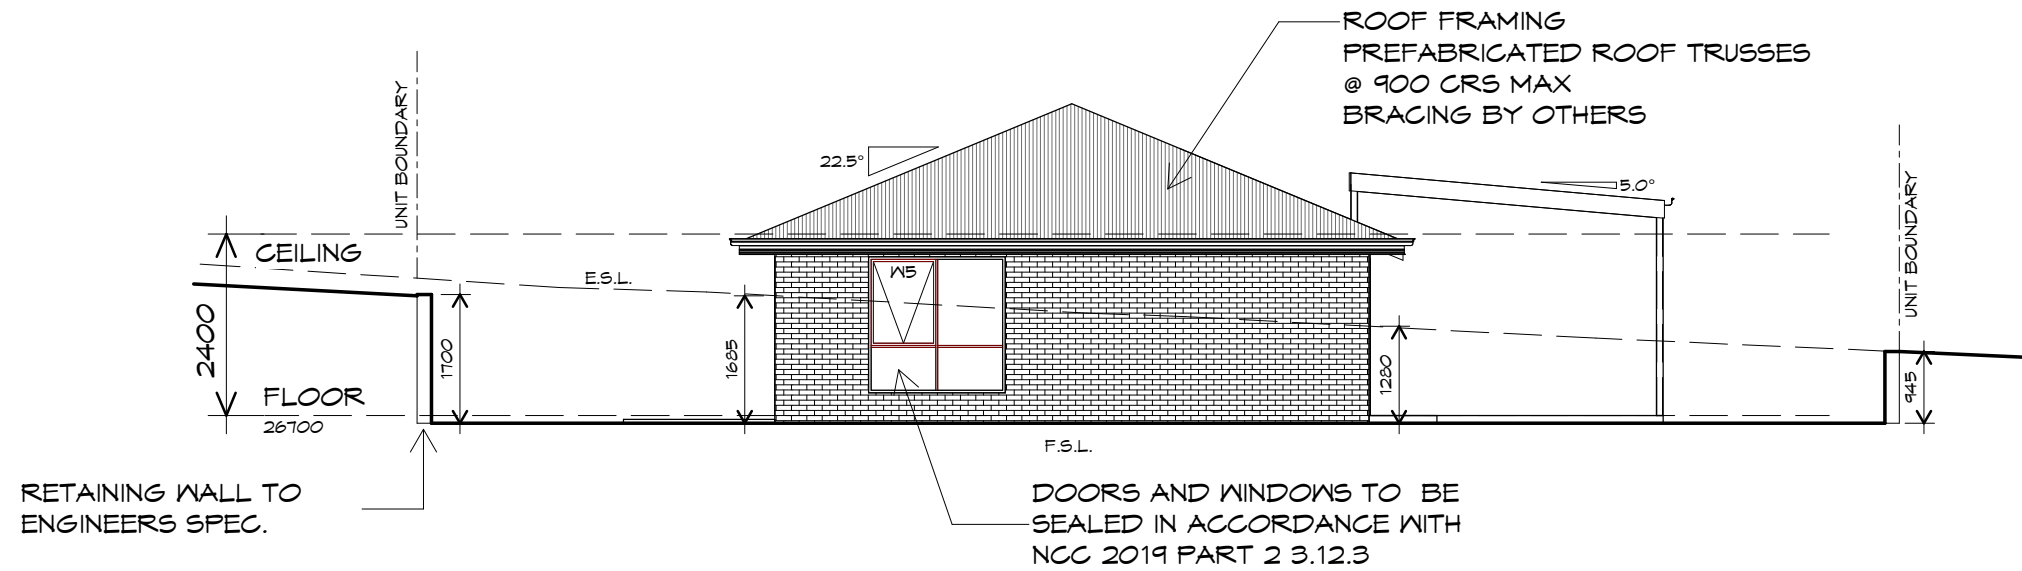 ROOF FRAMING
PREFABRICATED ROOF TRUSSES
@ 900 CRS MAX
BRACING BY OTHERS
UNIT BOUNDARY
22.5°
5.0°
UNIT BOUNDARY
CEILING
W5
E.S.L.
2400
1700
1685
1280
945
FLOOR
26700
F.S.L.
RETAINING WALL TO
ENGINEERS SPEC.
DOORS AND WINDOWS TO BE
SEALED IN ACCORDANCE WITH
NCC 2019 PART 2 3.12.3